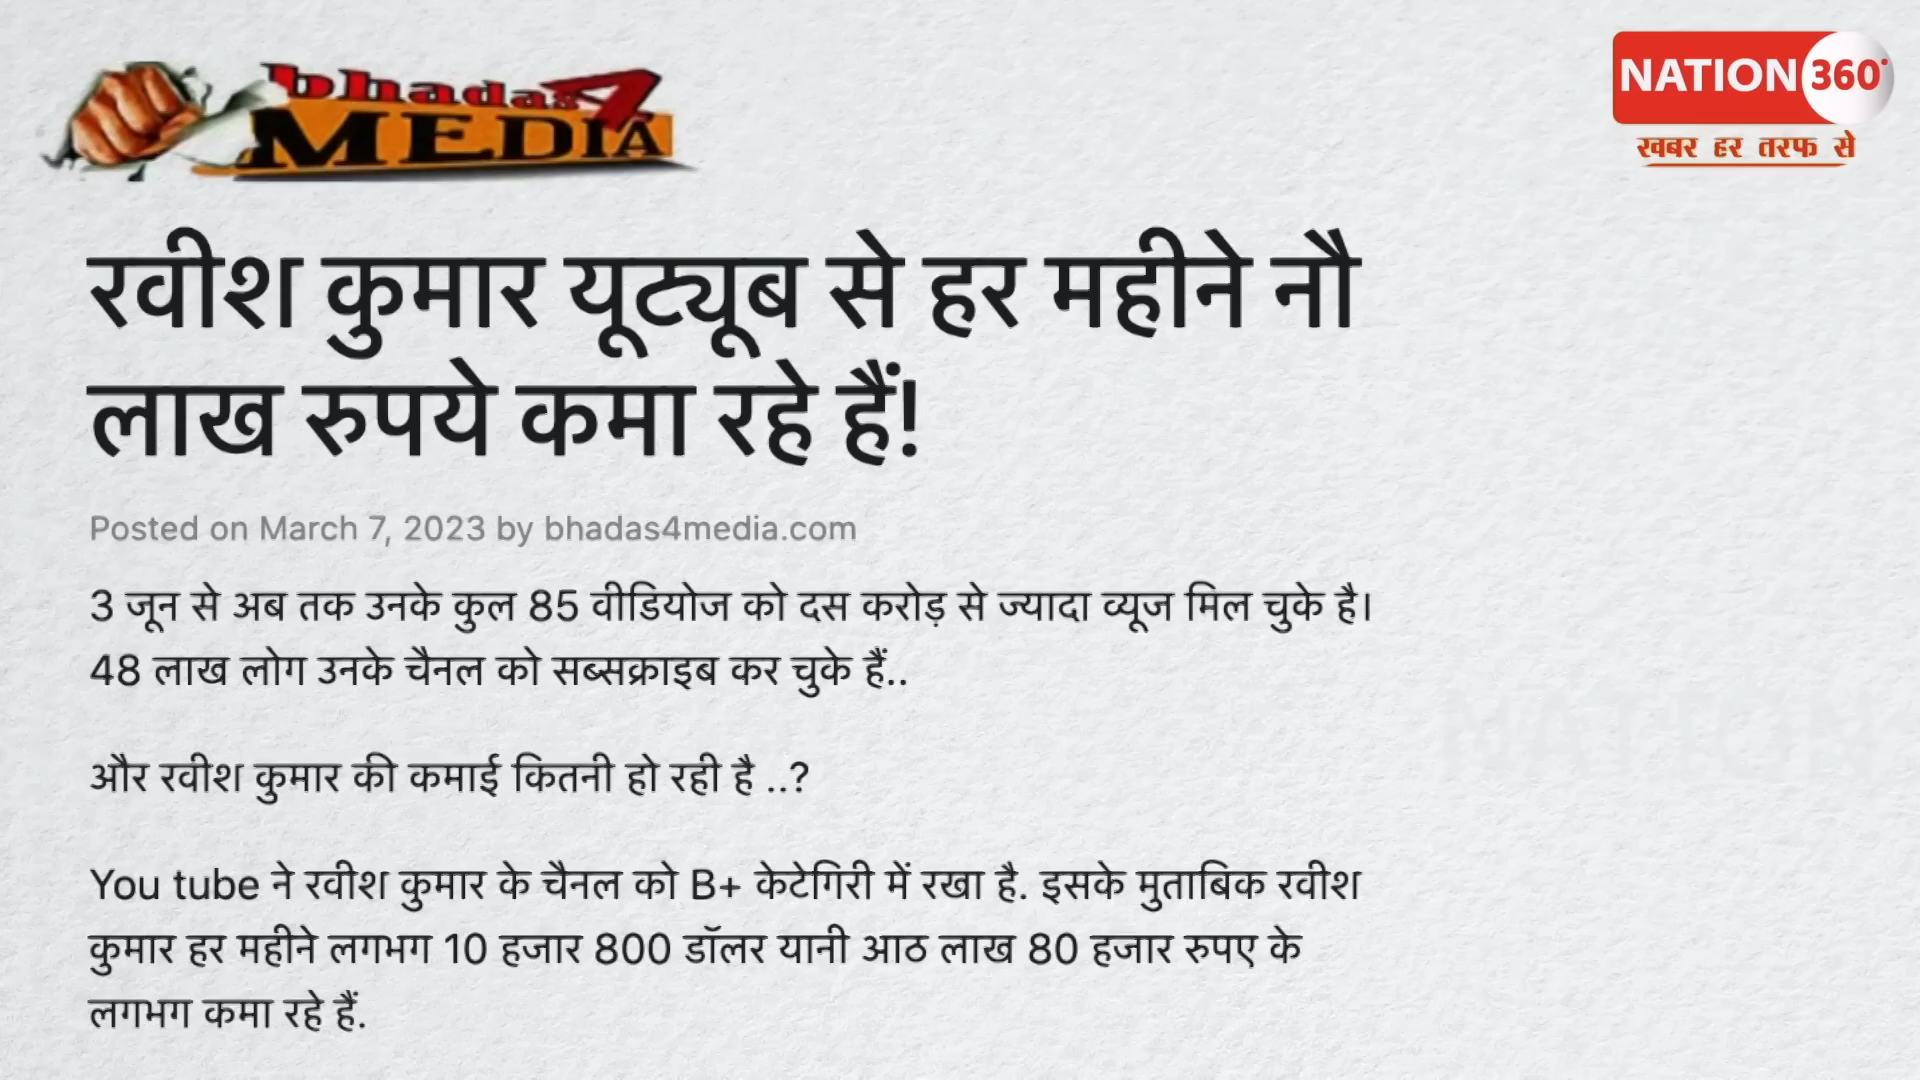 bhadas4
MEDIA
NATION 360°
खबर हर तरफ से
रवीश कुमार यूट्यूब से हर महीने नौ
लाख रुपये कमा रहे हैं!
Posted on March 7, 2023 by bhadas4media.com
3 जून से अब तक उनके कुल 85 वीडियोज को दस करोड़ से ज्यादा व्यूज मिल चुके है।
48 लाख लोग उनके चैनल को सब्सक्राइब कर चुके हैं..
और रवीश कुमार की कमाई कितनी हो रही है ..?
You tube ने रवीश कुमार के चैनल को B+ केटेगिरी में रखा है. इसके मुताबिक रवीश
कुमार हर महीने लगभग 10 हजार 800 डॉलर यानी आठ लाख 80 हजार रुपए के
लगभग कमा रहे हैं.
NATION